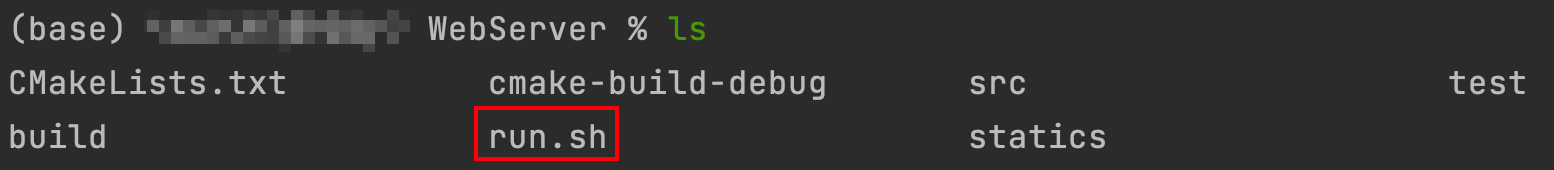 (base) WebServer % ls
CMakeLists.txt cmake-build-debug src test
build run.sh statics